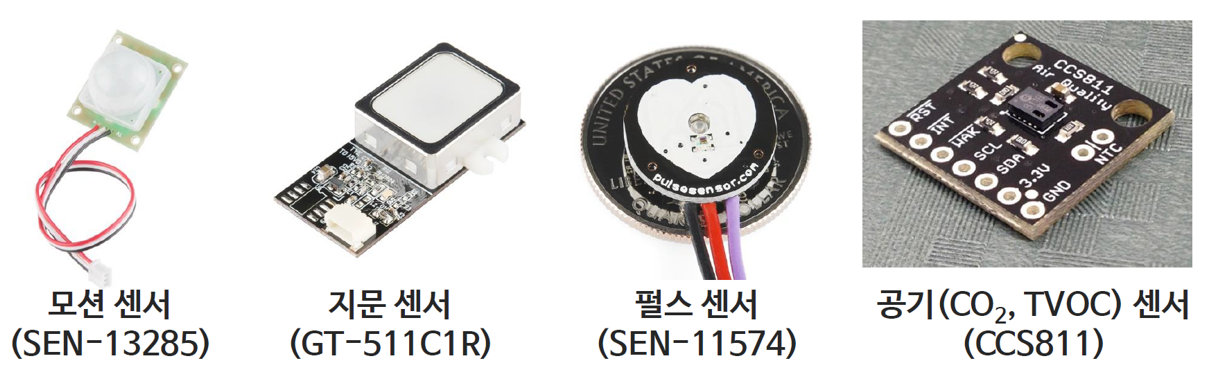 UNITED STATES OF AMERICA
pulsesensor.com
CCS811
Air Quality
RST
INT
WAK
SCL
SDA
3.3V
GND
NTC
모션 센서
(SEN-13285)
지문 센서
(GT-511C1R)
펄스 센서
(SEN-11574)
공기(CO₂, TVOC) 센서
(CCS811)